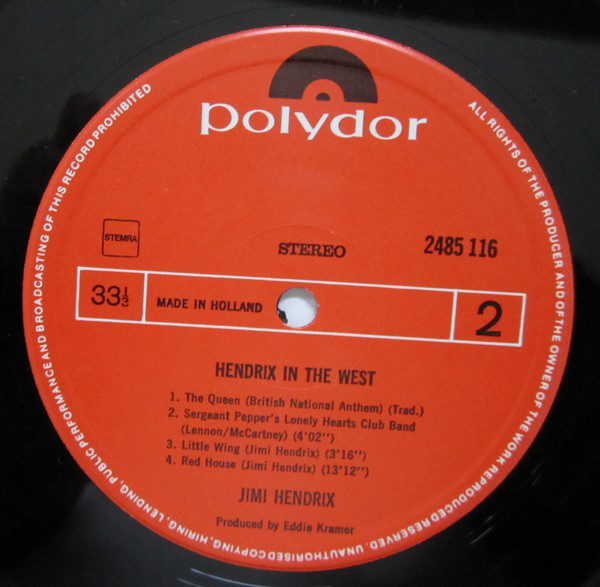 polydor
ALL RIGHTS OF THE PRODUCER AND OF THE OWNER OF THE WORK REPRODUCED RESERVED. UNAUTHORISED COPYING, HIRING, LENDING, PUBLIC PERFORMANCE AND BROADCASTING OF THIS RECORD PROHIBITED
STEMRA
STEREO
2485 116
33⅓
MADE IN HOLLAND
2
HENDRIX IN THE WEST
1. The Queen (British National Anthem) (Trad.)
2. Sergeant Pepper's Lonely Hearts Club Band
(Lennon/McCartney) (4'02")
3. Little Wing (Jimi Hendrix) (3'16")
4. Red House (Jimi Hendrix) (13'12")
JIMI HENDRIX
Produced by Eddie Kramer